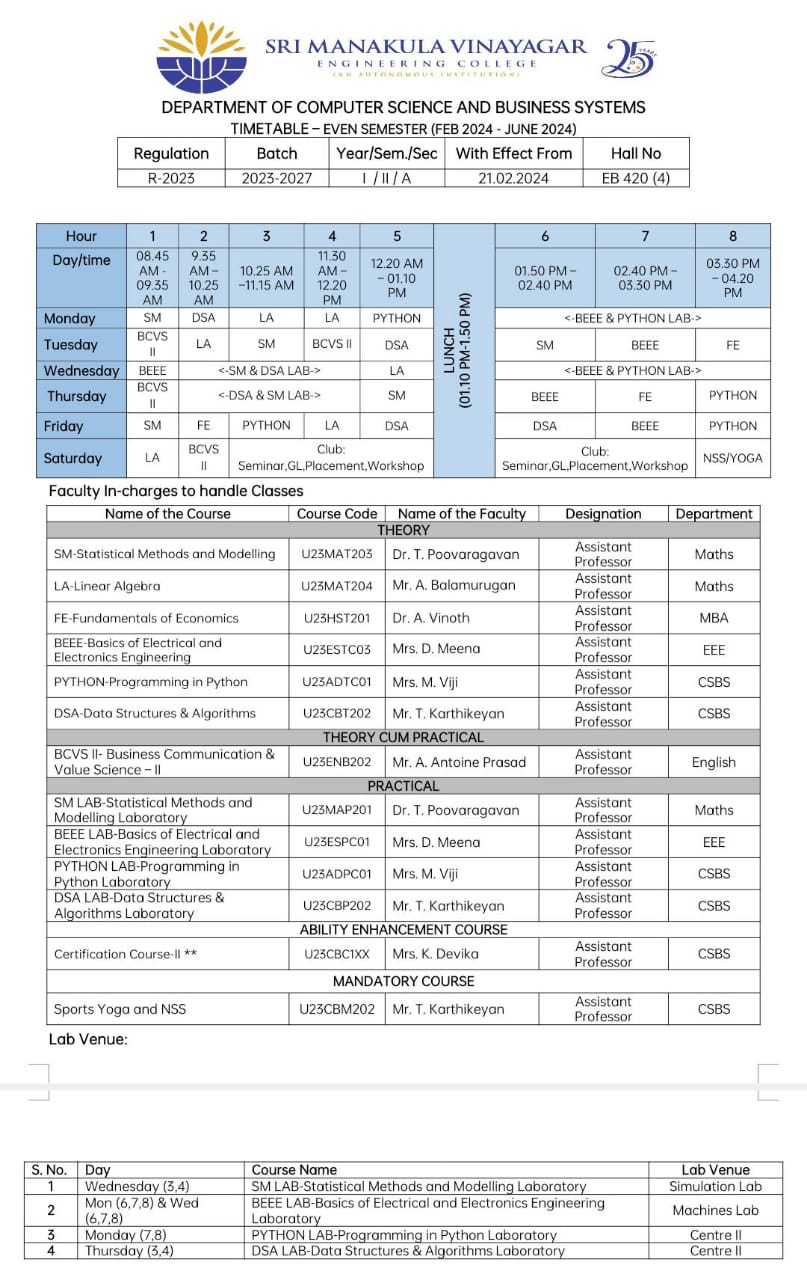 SRI MANAKULA VINAYAGAR
ENGINEERING COLLEGE
(AN AUTONOMOUS INSTITUTION)
25 YEARS
DEPARTMENT OF COMPUTER SCIENCE AND BUSINESS SYSTEMS
TIMETABLE – EVEN SEMESTER (FEB 2024 - JUNE 2024)
Regulation Batch Year/Sem./Sec With Effect From Hall No
R-2023 2023-2027 I / II / A 21.02.2024 EB 420 (4)
Hour 1 2 3 4 5 6 7 8
Day/time 08.45 AM - 09.35 AM 9.35 AM – 10.25 AM 10.25 AM –11.15 AM 11.30 AM – 12.20 PM 12.20 AM - 01.10 PM LUNCH (01.10 PM-1.50 PM) 01.50 PM – 02.40 PM 02.40 PM – 03.30 PM 03.30 PM – 04.20 PM
Monday SM DSA LA LA PYTHON <-BEEE & PYTHON LAB->
Tuesday BCVS II LA SM BCVS II DSA SM BEEE FE
Wednesday BEEE <-SM & DSA LAB-> LA <-BEEE & PYTHON LAB->
Thursday BCVS II <-DSA & SM LAB-> SM BEEE FE PYTHON
Friday SM FE PYTHON LA DSA DSA BEEE PYTHON
Saturday LA BCVS II Club: Seminar,GL,Placement,Workshop Club: Seminar,GL,Placement,Workshop NSS/YOGA
Faculty In-charges to handle Classes
Name of the Course Course Code Name of the Faculty Designation Department
THEORY
SM-Statistical Methods and Modelling U23MAT203 Dr. T. Poovaragavan Assistant Professor Maths
LA-Linear Algebra U23MAT204 Mr. A. Balamurugan Assistant Professor Maths
FE-Fundamentals of Economics U23HST201 Dr. A. Vinoth Assistant Professor MBA
BEEE-Basics of Electrical and Electronics Engineering U23ESTC03 Mrs. D. Meena Assistant Professor EEE
PYTHON-Programming in Python U23ADTC01 Mrs. M. Viji Assistant Professor CSBS
DSA-Data Structures & Algorithms U23CBT202 Mr. T. Karthikeyan Assistant Professor CSBS
THEORY CUM PRACTICAL
BCVS II- Business Communication & Value Science – II U23ENB202 Mr. A. Antoine Prasad Assistant Professor English
PRACTICAL
SM LAB-Statistical Methods and Modelling Laboratory U23MAP201 Dr. T. Poovaragavan Assistant Professor Maths
BEEE LAB-Basics of Electrical and Electronics Engineering Laboratory U23ESPC01 Mrs. D. Meena Assistant Professor EEE
PYTHON LAB-Programming in Python Laboratory U23ADPC01 Mrs. M. Viji Assistant Professor CSBS
DSA LAB-Data Structures & Algorithms Laboratory U23CBP202 Mr. T. Karthikeyan Assistant Professor CSBS
ABILITY ENHANCEMENT COURSE
Certification Course-II ** U23CBC1XX Mrs. K. Devika Assistant Professor CSBS
MANDATORY COURSE
Sports Yoga and NSS U23CBM202 Mr. T. Karthikeyan Assistant Professor CSBS
Lab Venue:
S. No. Day Course Name Lab Venue
1 Wednesday (3,4) SM LAB-Statistical Methods and Modelling Laboratory Simulation Lab
2 Mon (6,7,8) & Wed (6,7,8) BEEE LAB-Basics of Electrical and Electronics Engineering Laboratory Machines Lab
3 Monday (7,8) PYTHON LAB-Programming in Python Laboratory Centre II
4 Thursday (3,4) DSA LAB-Data Structures & Algorithms Laboratory Centre II